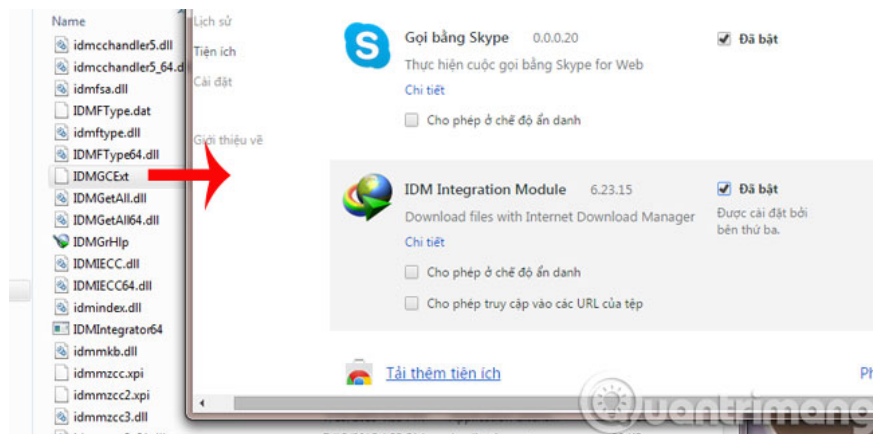 Name
idmcchandler5.dll
idmcchandler5_64.d
idmfsa.dll
IDMFType.dat
idmftype.dll
IDMFType64.dll
IDMGCExt
IDMGetAll.dll
IDMGetAll64.dll
IDMGrHlp
IDMIECC.dll
IDMIECC64.dll
idmindex.dll
IDMIntegrator64
idmmkb.dll
idmmzcc.xpi
idmmzcc2.xpi
idmmzcc3.dll
Lịch sử
Tiện ích
Cài đặt
Giới thiệu về
Gọi bằng Skype 0.0.0.20 Đã bật
Thực hiện cuộc gọi bằng Skype for Web
Chi tiết
Cho phép ở chế độ ẩn danh
IDM Integration Module 6.23.15 Đã bật
Download files with Internet Download Manager
Được cài đặt bởi
bên thứ ba.
Chi tiết
Cho phép ở chế độ ẩn danh
Cho phép truy cập vào các URL của tệp
Tải thêm tiện ích
Quantrimang